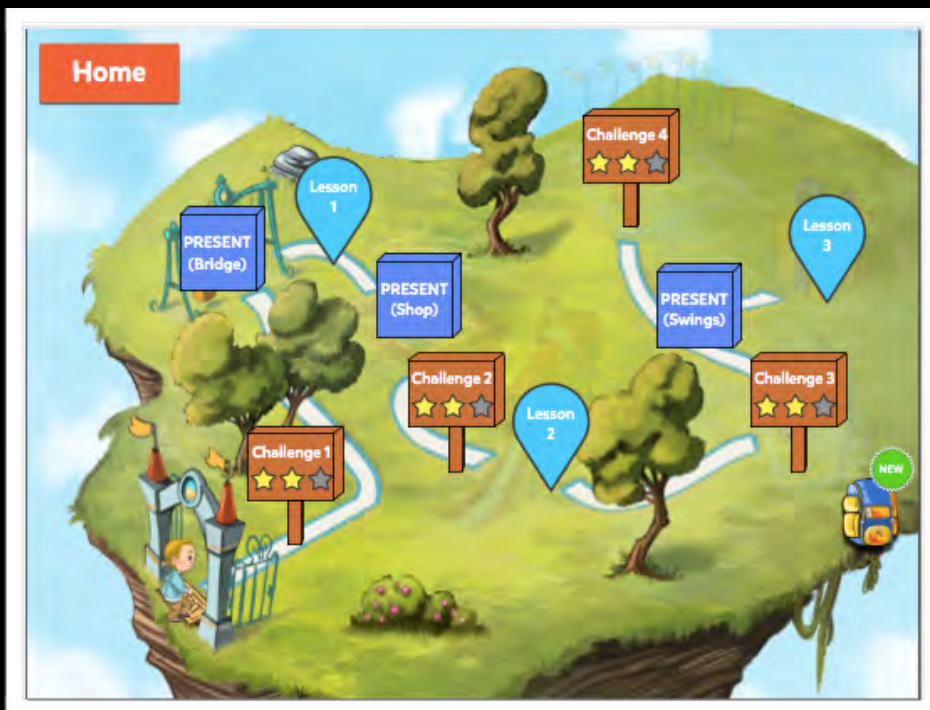 Home
Challenge 4
Lesson
1
Lesson
3
PRESENT
(Bridge)
PRESENT
(Shop)
PRESENT
(Swings)
Challenge 2
Challenge 3
Lesson
2
Challenge 1
NEW